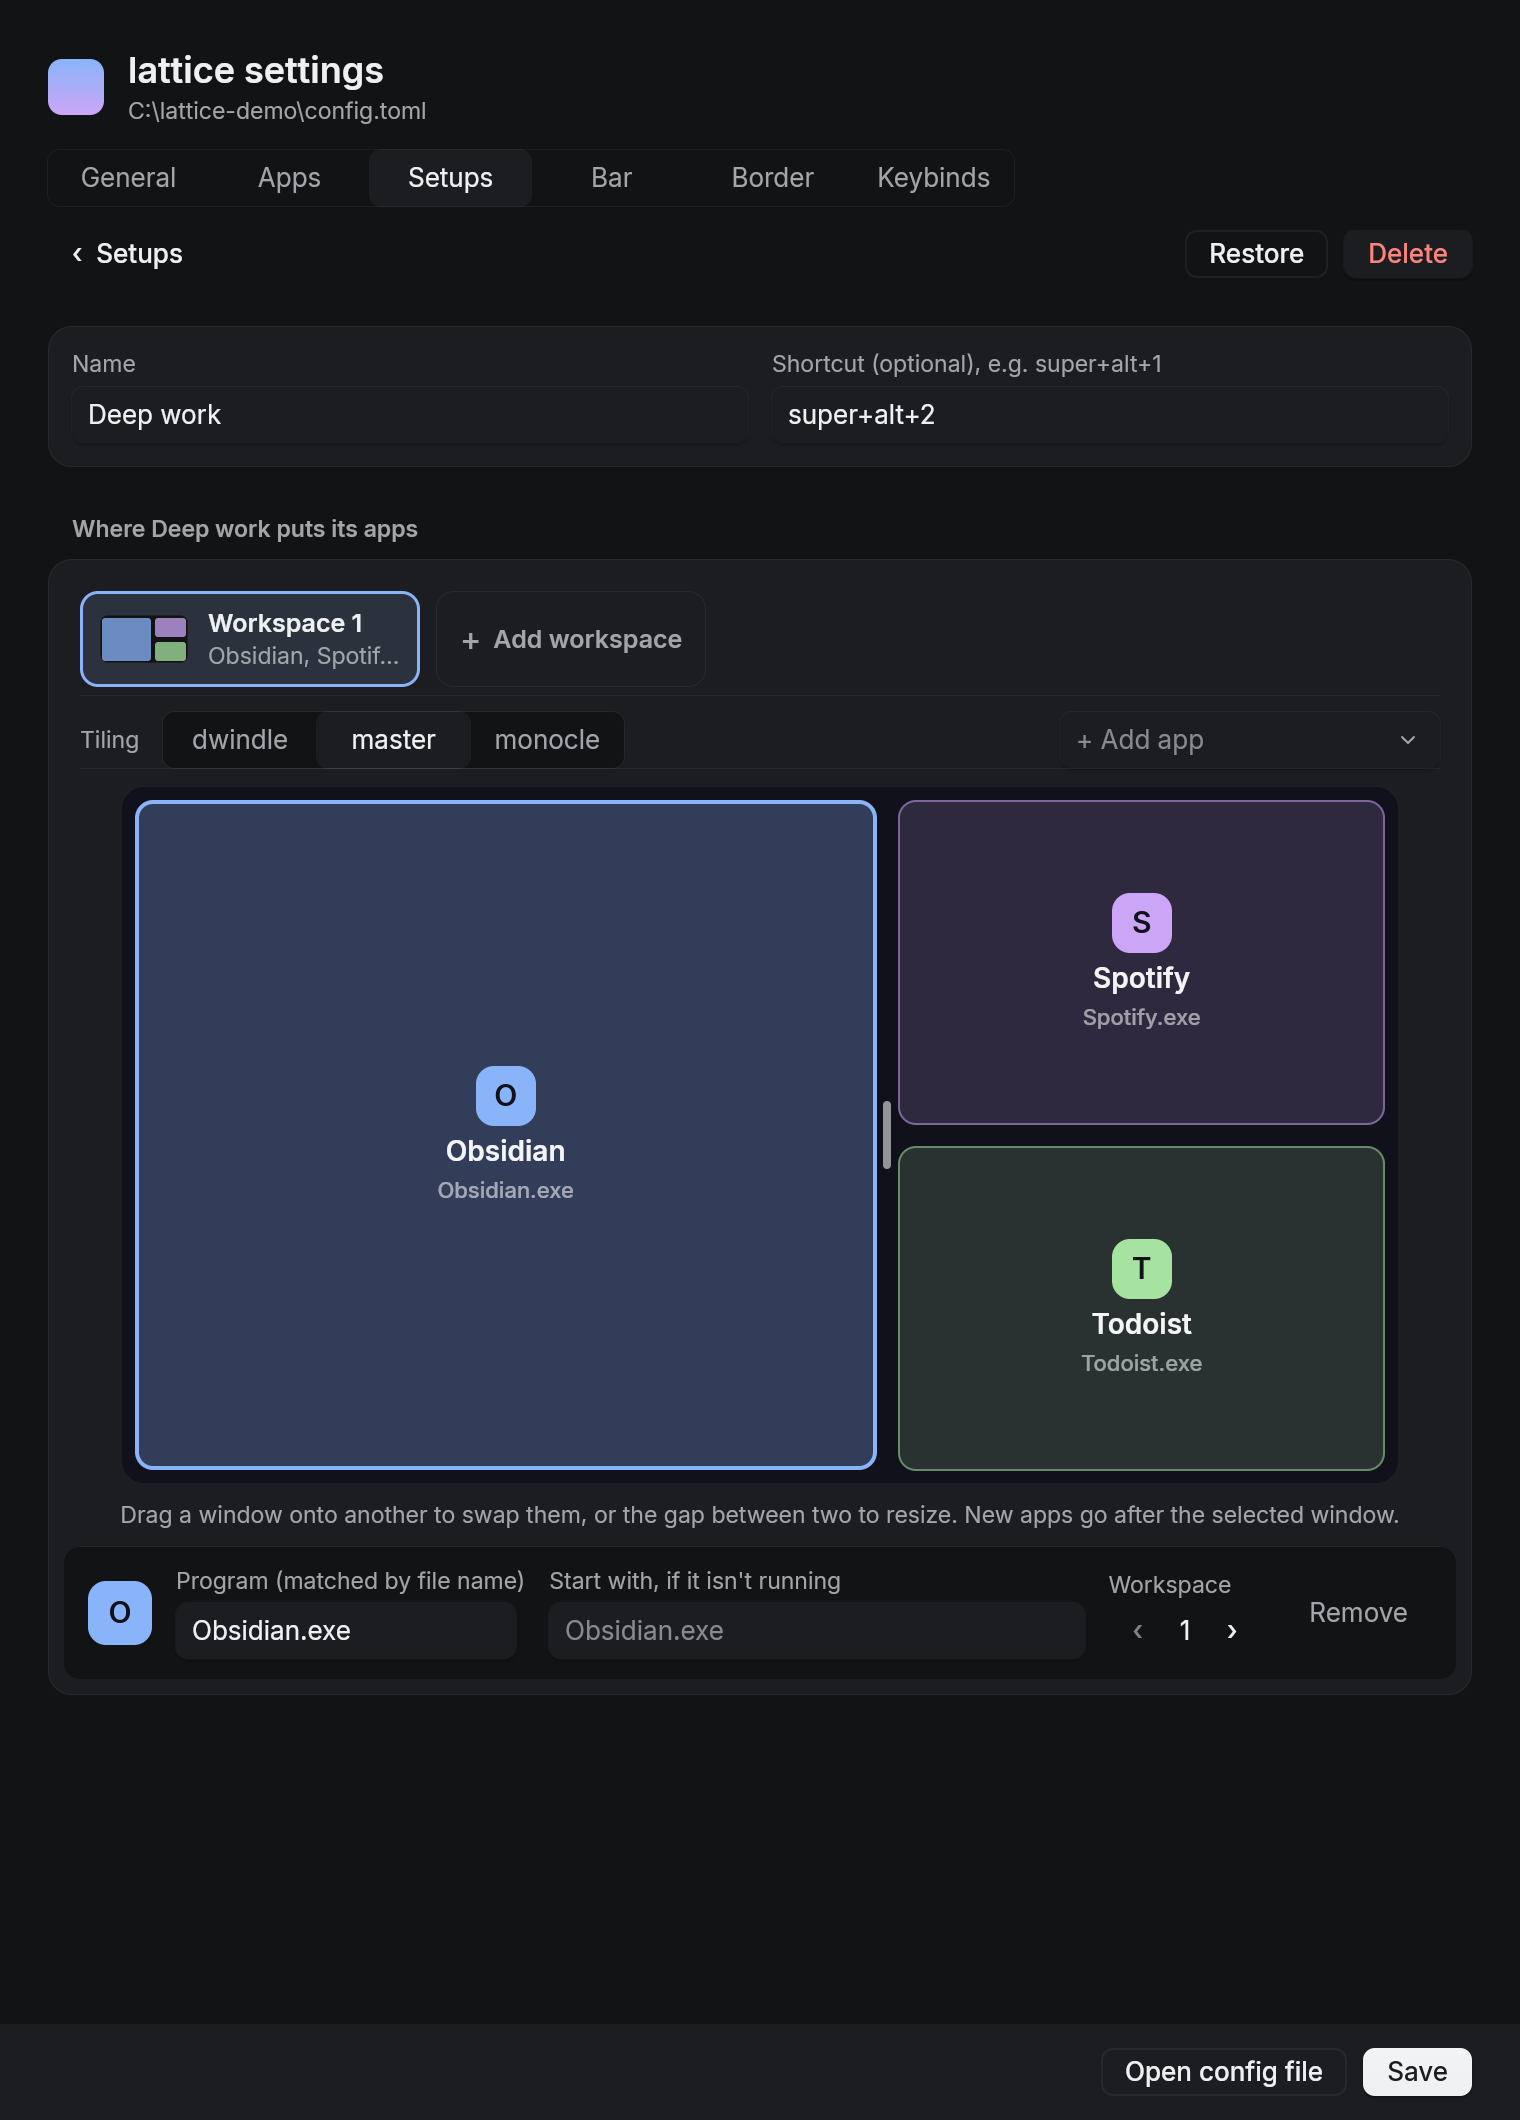 lattice settings
C:\lattice-demo\config.toml
General Apps Setups Bar Border Keybinds
‹ Setups Restore Delete
Name Shortcut (optional), e.g. super+alt+1
Deep work super+alt+2
Where Deep work puts its apps
Workspace 1
Obsidian, Spotif...
+ Add workspace
Tiling dwindle master monocle + Add app
O
Obsidian
Obsidian.exe
S
Spotify
Spotify.exe
T
Todoist
Todoist.exe
Drag a window onto another to swap them, or the gap between two to resize. New apps go after the selected window.
O
Program (matched by file name) Start with, if it isn't running Workspace
Obsidian.exe Obsidian.exe ‹ 1 › Remove
Open config file Save